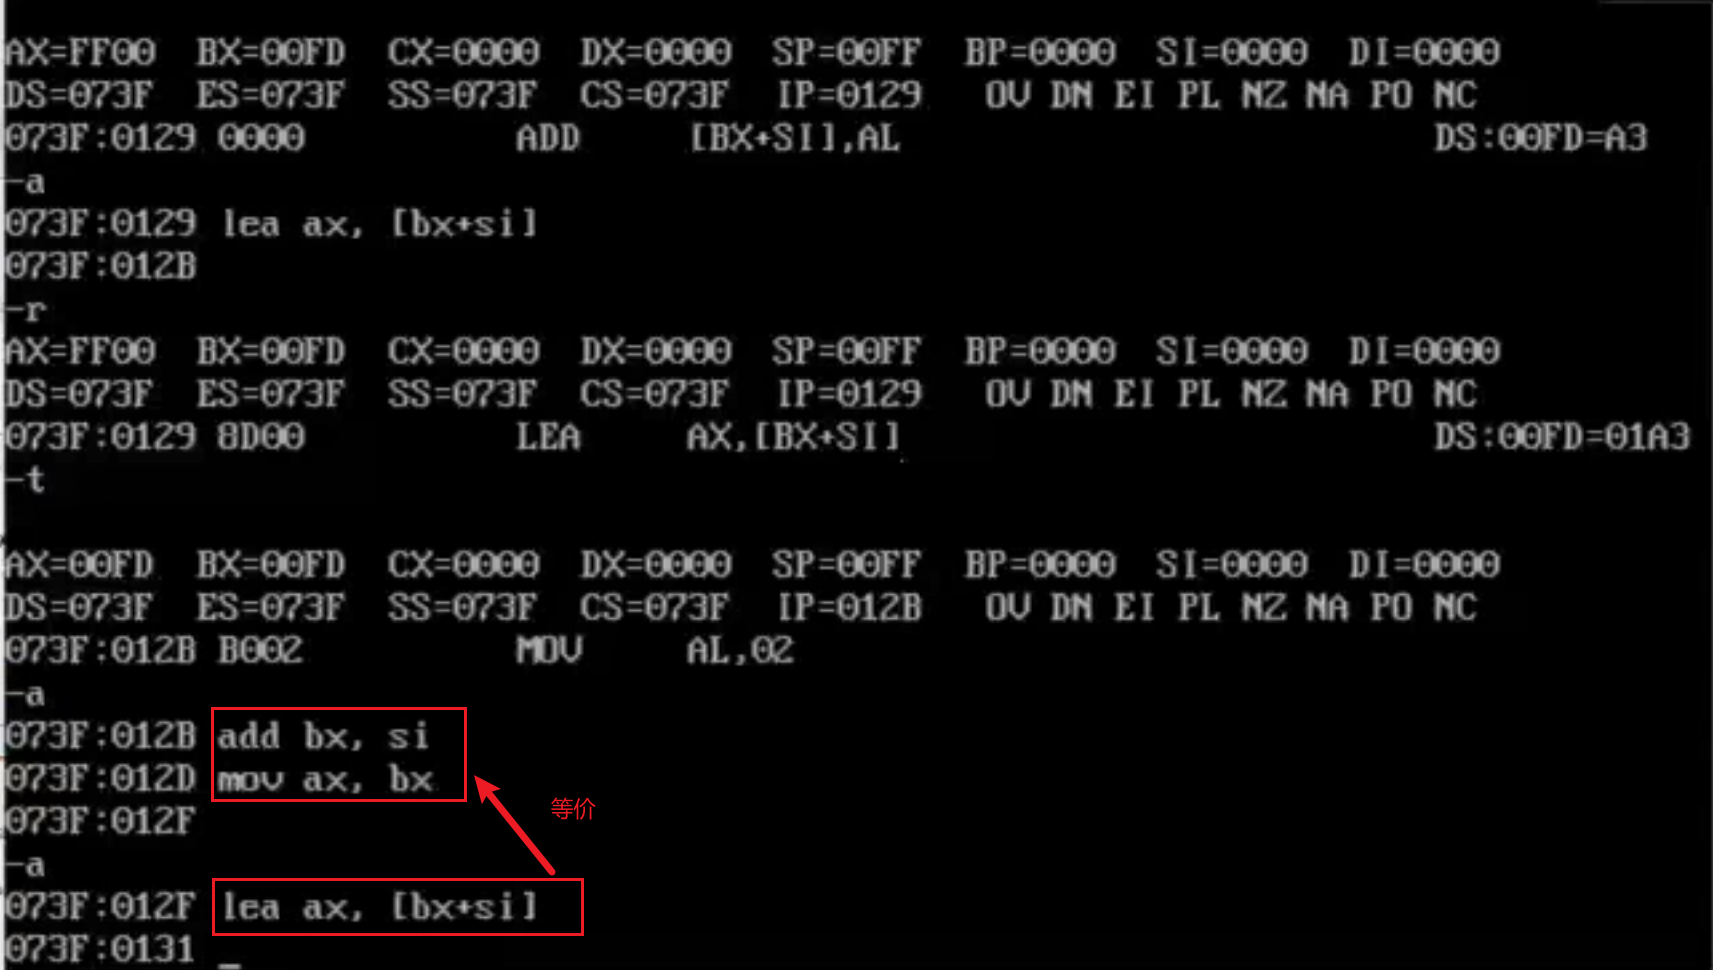 AX=FF00 BX=00FD CX=0000 DX=0000 SP=00FF BP=0000 SI=0000 DI=0000
DS=073F ES=073F SS=073F CS=073F IP=0129 OV DN EI PL NZ NA PO NC
073F:0129 0000 ADD [BX+SI],AL DS:00FD=A3
-a
073F:0129 lea ax, [bx+si]
073F:012B
-r
AX=FF00 BX=00FD CX=0000 DX=0000 SP=00FF BP=0000 SI=0000 DI=0000
DS=073F ES=073F SS=073F CS=073F IP=0129 OV DN EI PL NZ NA PO NC
073F:0129 8D00 LEA AX,[BX+SI] DS:00FD=01A3
-t
AX=00FD BX=00FD CX=0000 DX=0000 SP=00FF BP=0000 SI=0000 DI=0000
DS=073F ES=073F SS=073F CS=073F IP=012B OV DN EI PL NZ NA PO NC
073F:012B B002 MOV AL,02
-a
073F:012B add bx, si
073F:012D mov ax, bx
等价
073F:012F
-a
073F:012F lea ax, [bx+si]
073F:0131 _